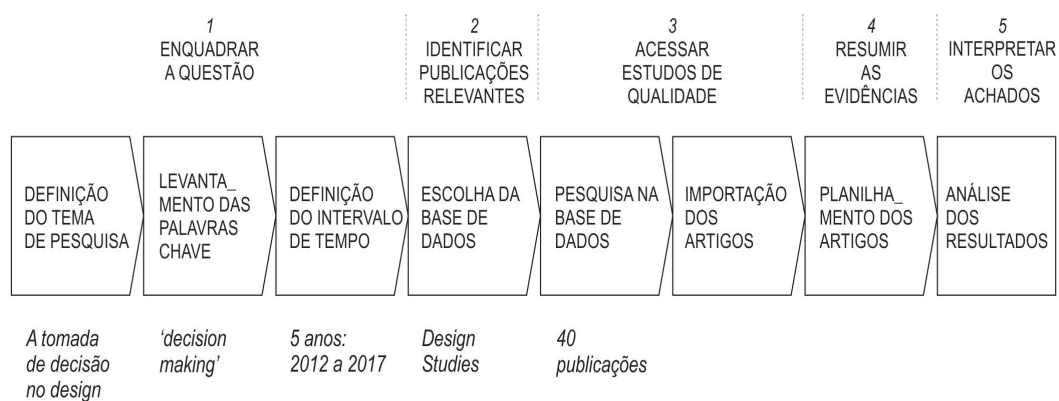 1
ENQUADRAR
A QUESTÃO
2
IDENTIFICAR
PUBLICAÇÕES
RELEVANTES
3
ACESSAR
ESTUDOS DE
QUALIDADE
4
RESUMIR
AS
EVIDÊNCIAS
5
INTERPRETAR
OS
ACHADOS
DEFINIÇÃO
DO TEMA
DE PESQUISA
LEVANTA_
MENTO DAS
PALAVRAS
CHAVE
DEFINIÇÃO
DO INTERVALO
DE TEMPO
ESCOLHA DA
BASE DE
DADOS
PESQUISA NA
BASE DE
DADOS
IMPORTAÇÃO
DOS
ARTIGOS
PLANILHA_
MENTO DOS
ARTIGOS
ANÁLISE
DOS
RESULTADOS
A tomada
de decisão
no design
‘decision
making’
5 anos:
2012 a 2017
Design
Studies
40
publicações